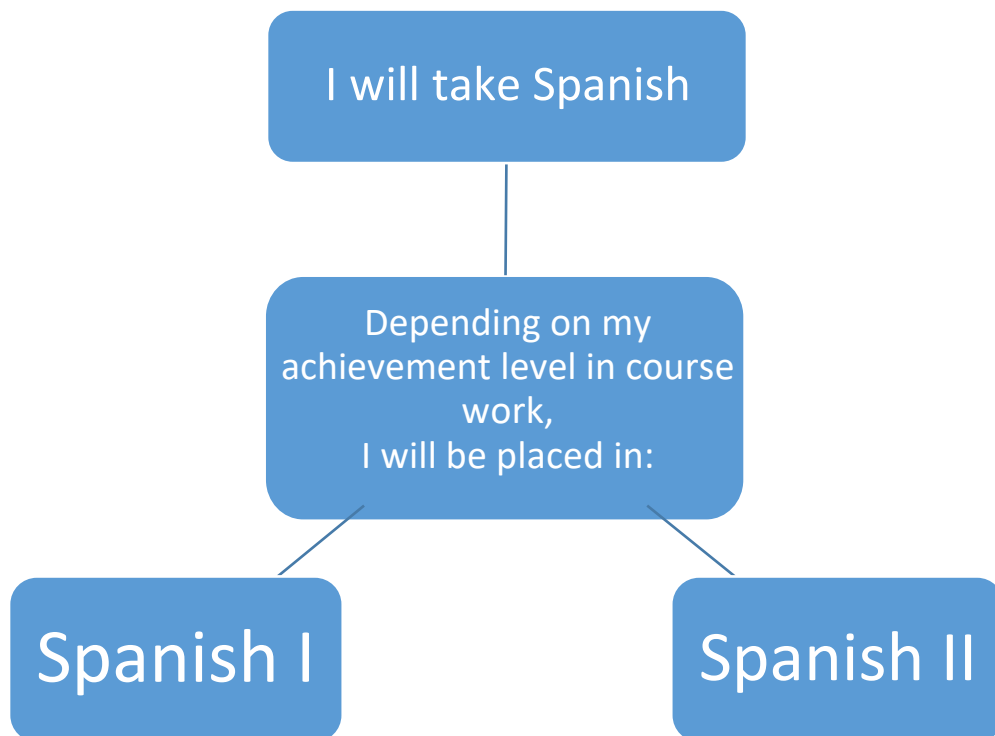 I will take Spanish
Depending on my
achievement level in course
work,
I will be placed in:
Spanish I
Spanish II